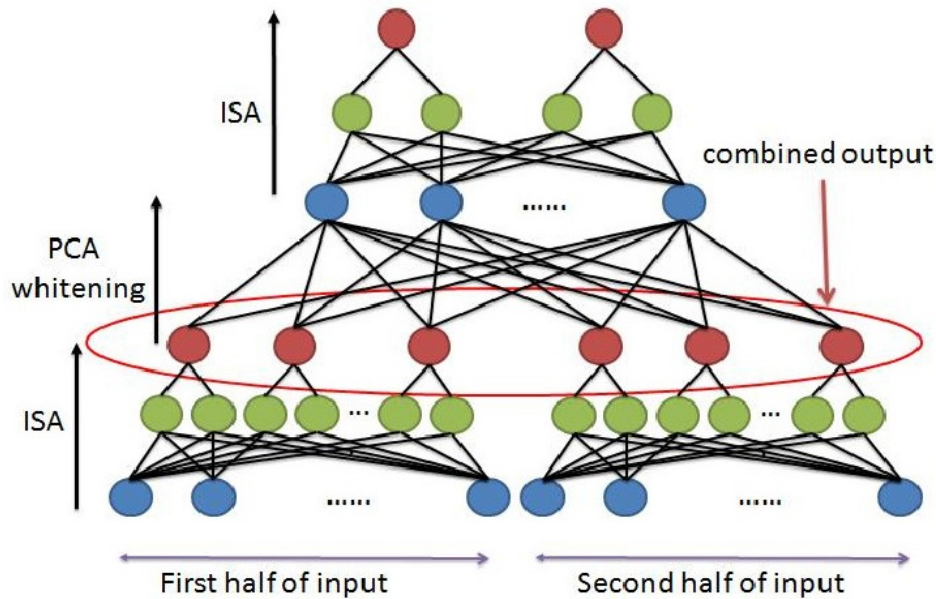 ISA
combined output
......
PCA
whitening
ISA
...
...
......
......
First half of input
Second half of input